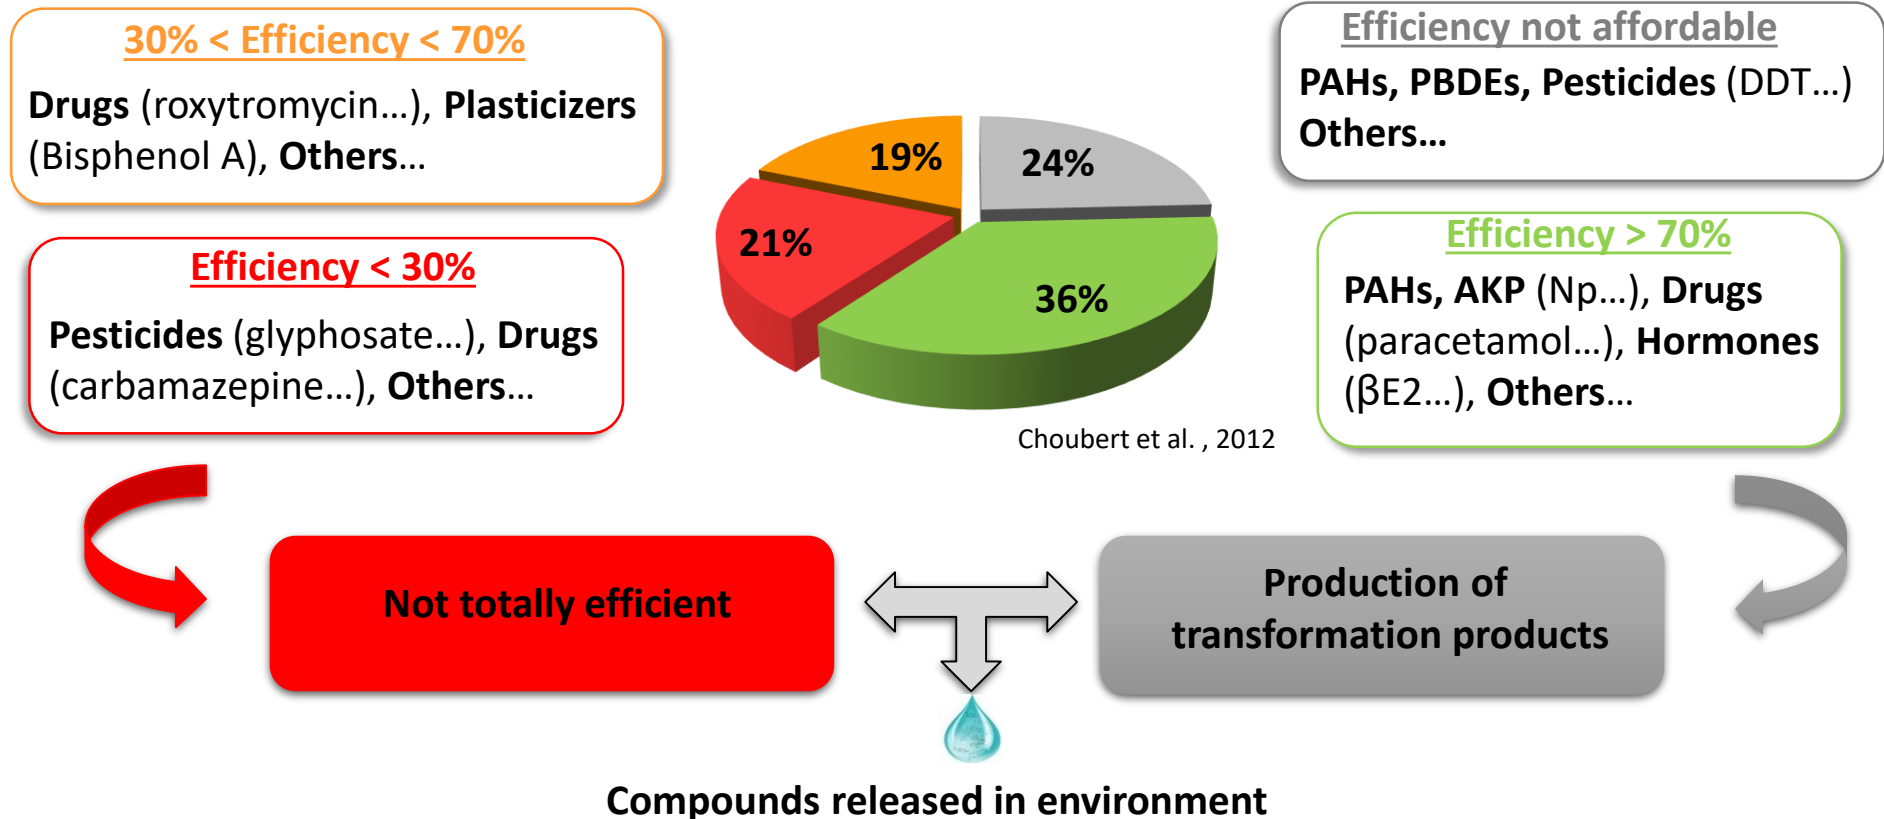 30% < Efficiency < 70%
Drugs (roxytromycin...), Plasticizers
(Bisphenol A), Others...
Efficiency < 30%
Pesticides (glyphosate...), Drugs
(carbamazepine...), Others...
19%
24%
21%
36%
Choubert et al. , 2012
Efficiency not affordable
PAHs, PBDEs, Pesticides (DDT...)
Others...
Efficiency > 70%
PAHs, AKP (Np...), Drugs
(paracetamol...), Hormones
(βE2...), Others...
Not totally efficient
Production of
transformation products
Compounds released in environment